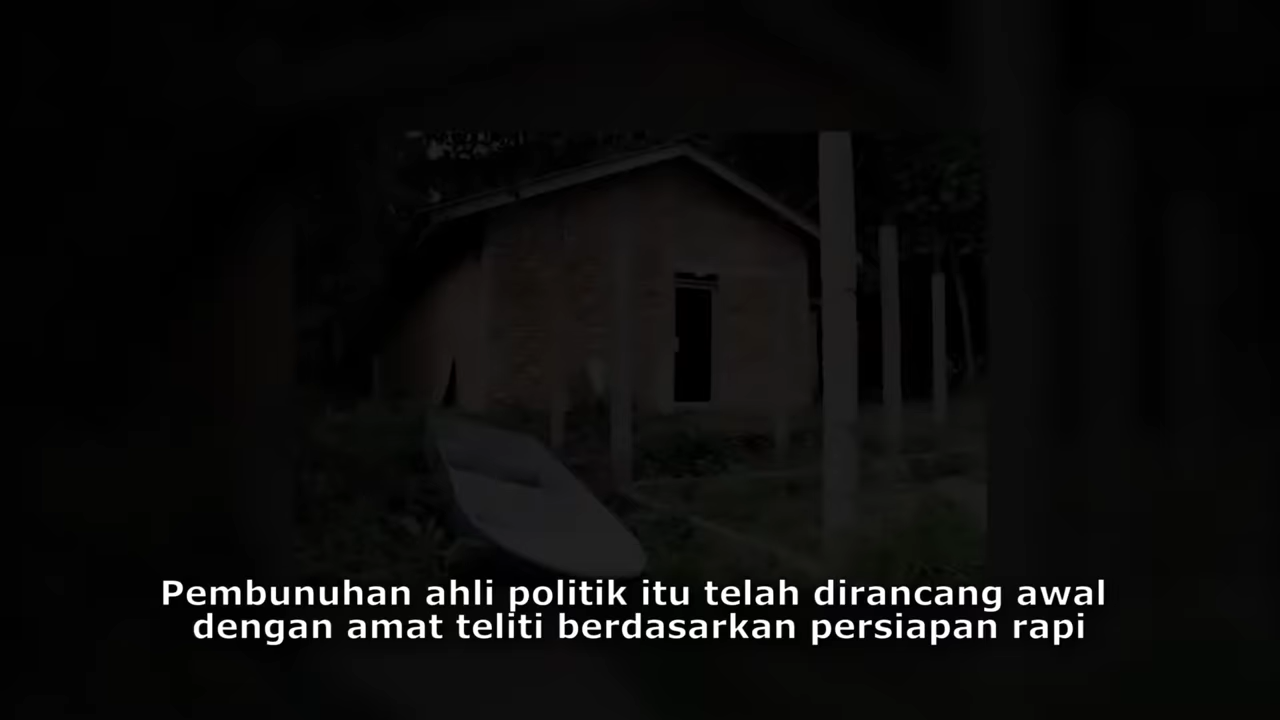 Pembunuhan ahli politik itu telah dirancang awal
dengan amat teliti berdasarkan persiapan rapi